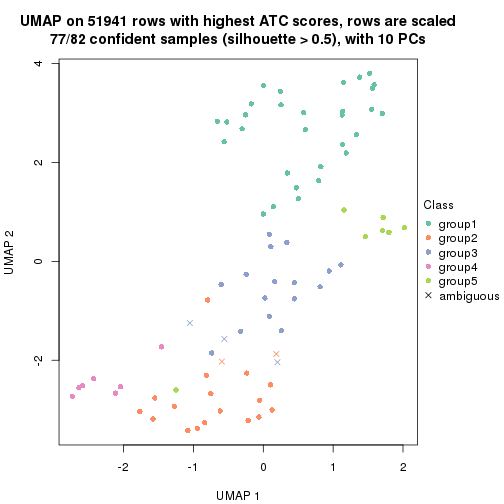 UMAP on 51941 rows with highest ATC scores, rows are scaled
77/82 confident samples (silhouette > 0.5), with 10 PCs
4
2
0
-2
UMAP 2
-2
-1
0
1
2
UMAP 1
Class
group1
group2
group3
group4
group5
ambiguous